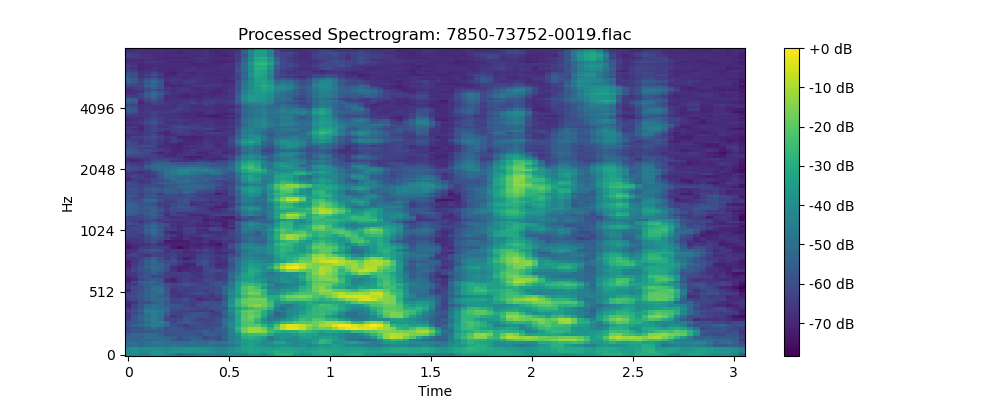 Processed Spectrogram: 7850-73752-0019.flac
+0 dB
-10 dB
-20 dB
-30 dB
-40 dB
-50 dB
-60 dB
-70 dB
4096
2048
1024
512
0
Hz
0
0.5
1
1.5
2
2.5
3
Time